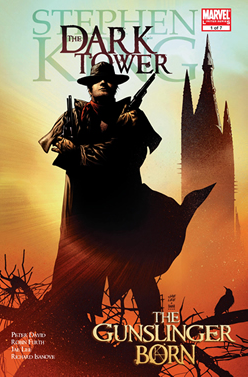 STEPHEN
KING
THE DARK
TOWER
MARVEL
1 of 7
THE
GUNSLINGER
BORN
PETER DAVID
ROBIN FURTH
JAE LEE
RICHARD ISANOVE